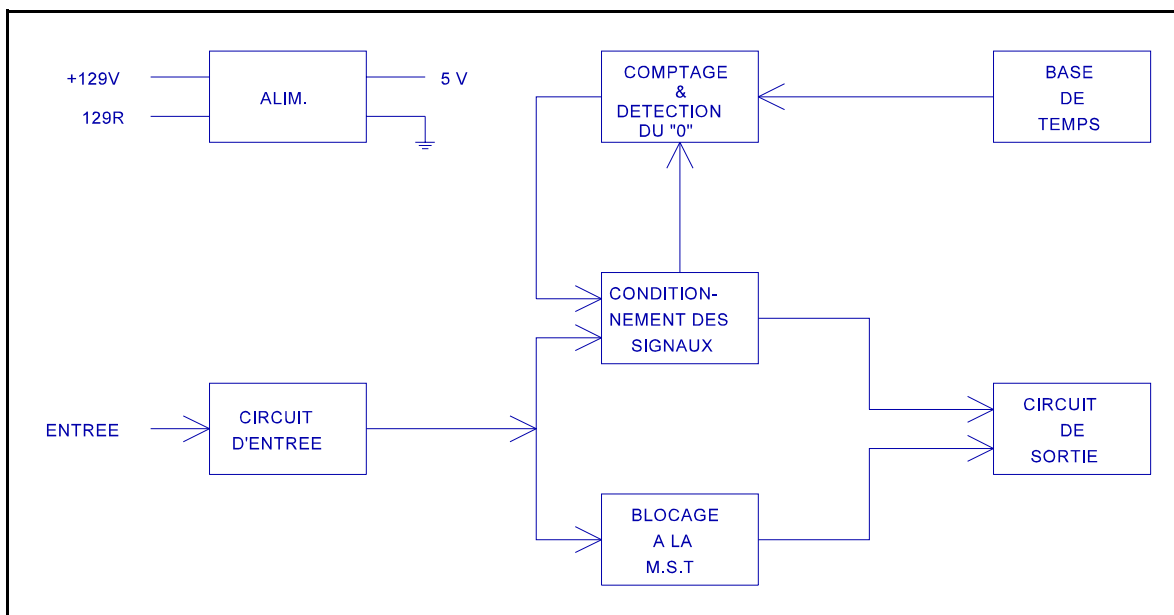 +129V
129R
ALIM.
5 V
COMPTAGE
&
DETECTION
DU "0"
BASE
DE
TEMPS
CONDITION-
NEMENT DES
SIGNAUX
ENTREE
CIRCUIT
D'ENTREE
CIRCUIT
DE
SORTIE
BLOCAGE
A LA
M.S.T